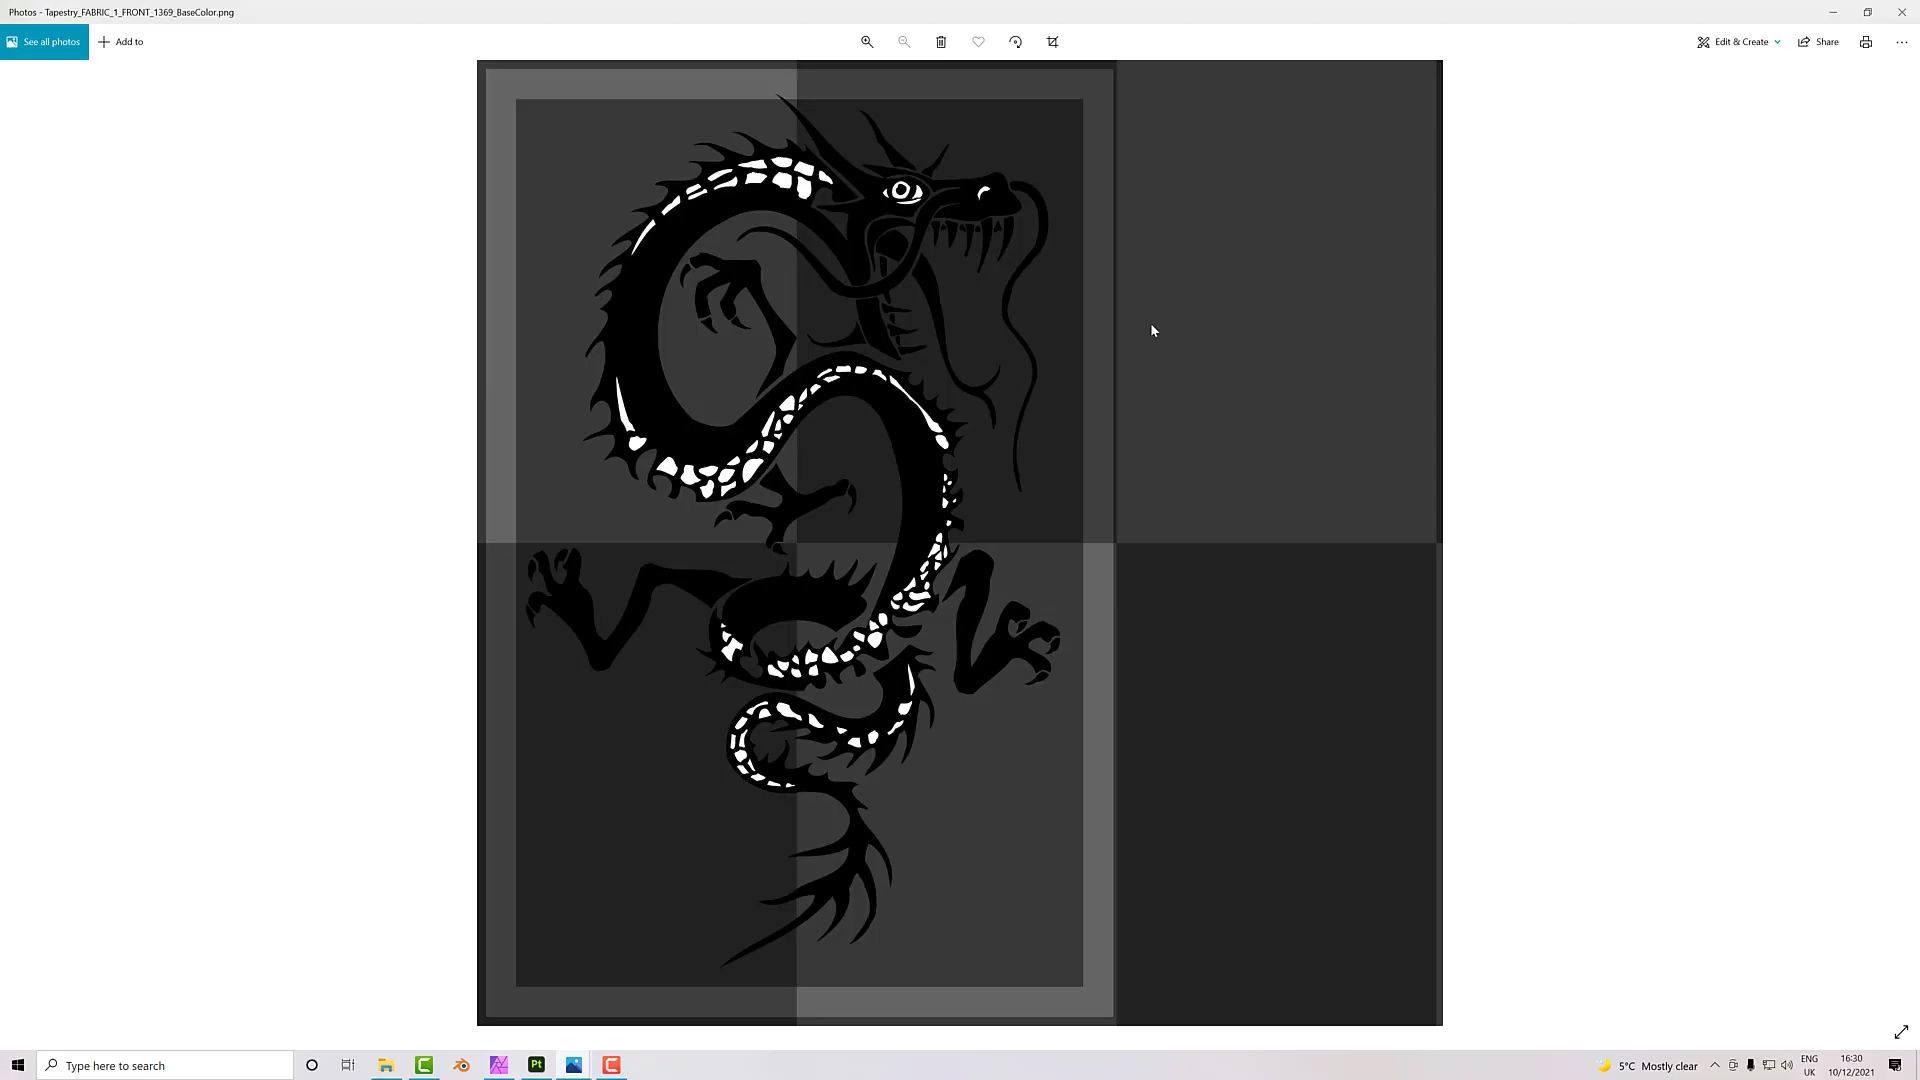 Photos - Tapestry_FABRIC_1_FRONT_1369_BaseColor.png
See all photos
Add to
Edit & Create
Share
Type here to search
Pt
5°C Mostly clear
ENG
UK
16:30
10/12/2021